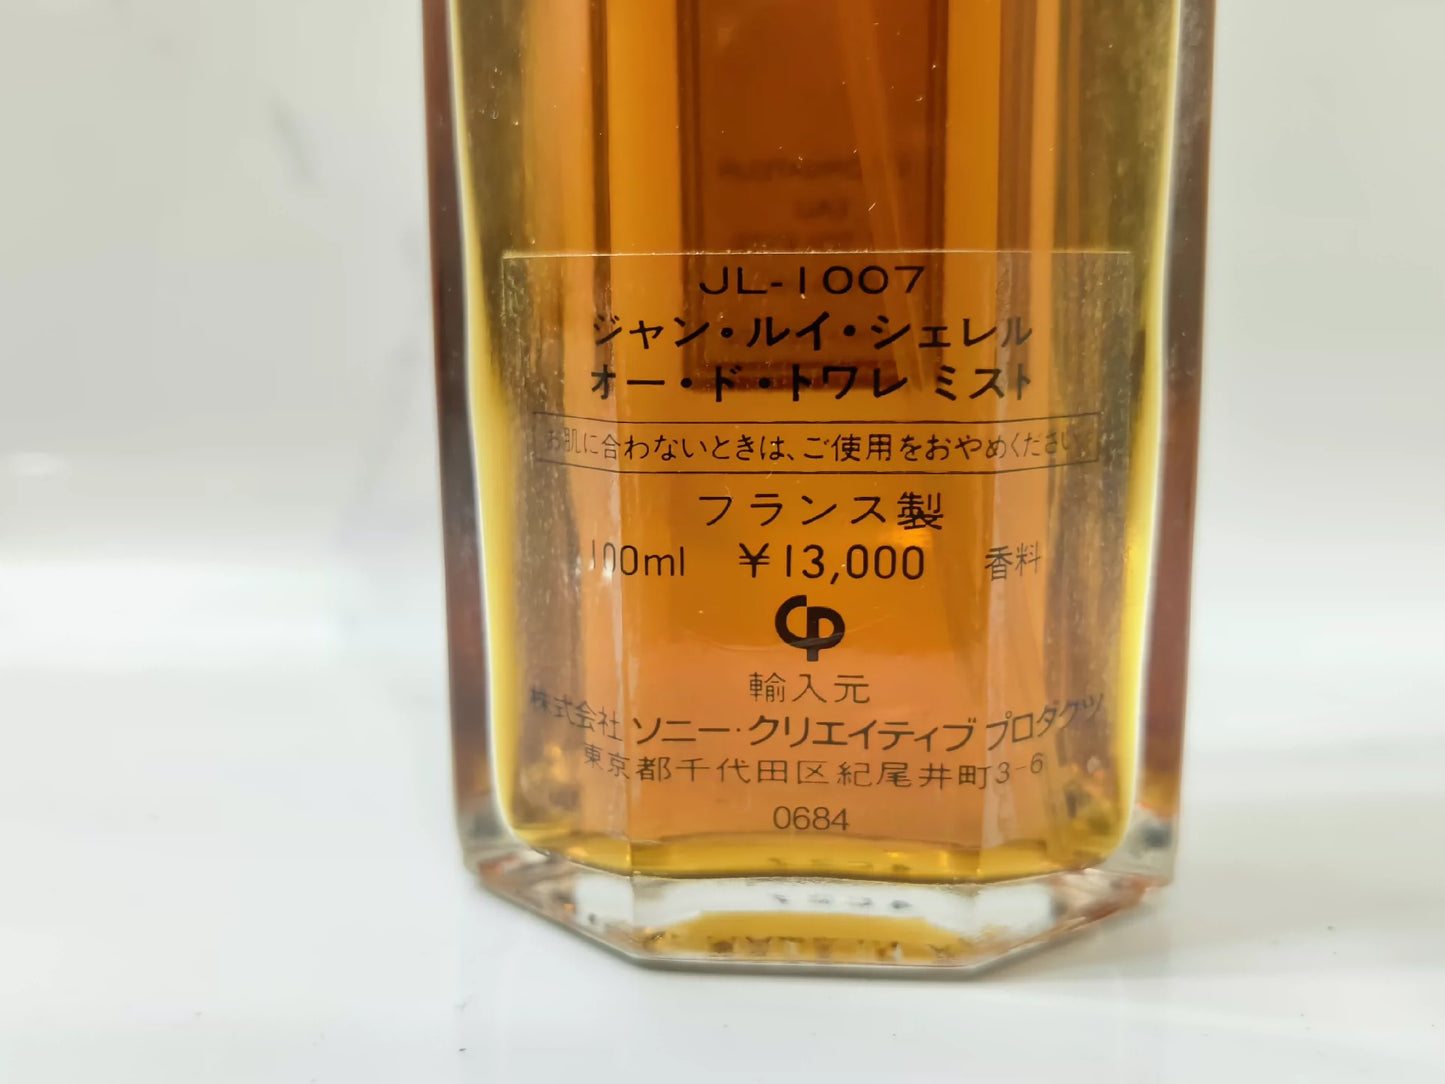 JL-1007
ジャン・ルイ・シェレル
オー・ド・トワレ ミスト
お肌に合わないときは、ご使用をおやめください。
フランス製
100ml ￥13,000 香料
CP
輸入元
株式会社 ソニー・クリエイティブ プロダクツ
東京都千代田区紀尾井町3-6
0684